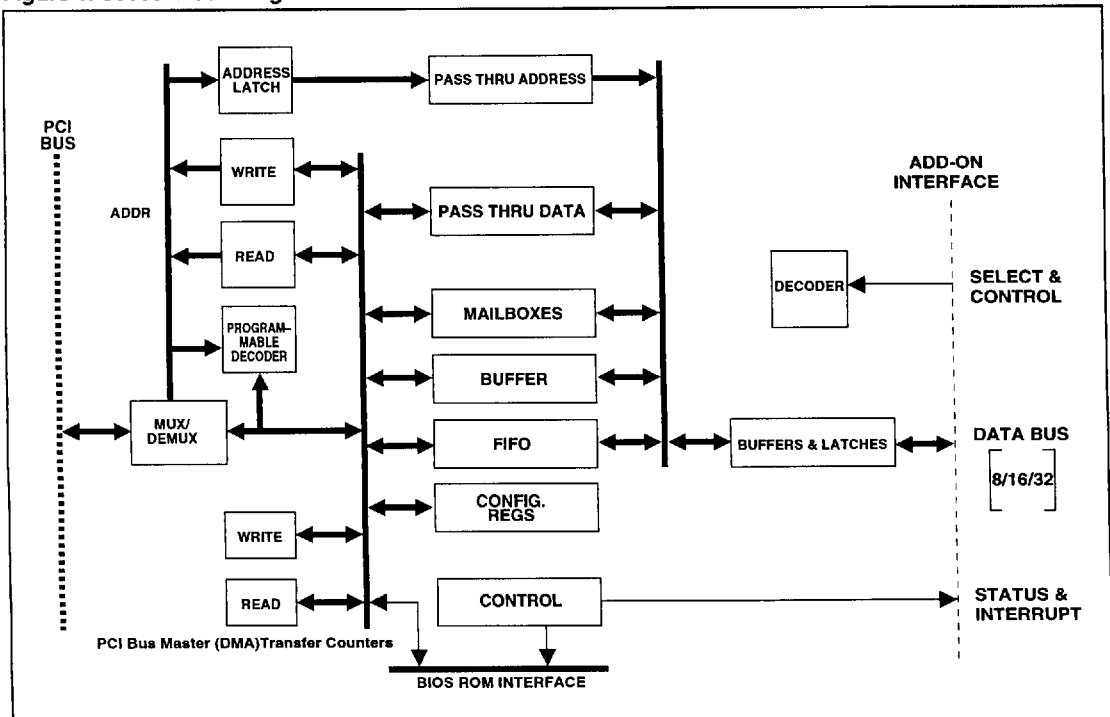 ADDRESS
LATCH
PASS THRU ADDRESS
PCI
BUS
ADD-ON
INTERFACE
WRITE
ADDR
PASS THRU DATA
READ
DECODER
SELECT &
CONTROL
MAILBOXES
PROGRAM-
MABLE
DECODER
BUFFER
MUX/
DEMUX
FIFO
BUFFERS & LATCHES
DATA BUS
8/16/32
CONFIG.
REGS
WRITE
READ
CONTROL
STATUS &
INTERRUPT
PCI Bus Master (DMA)Transfer Counters
BIOS ROM INTERFACE